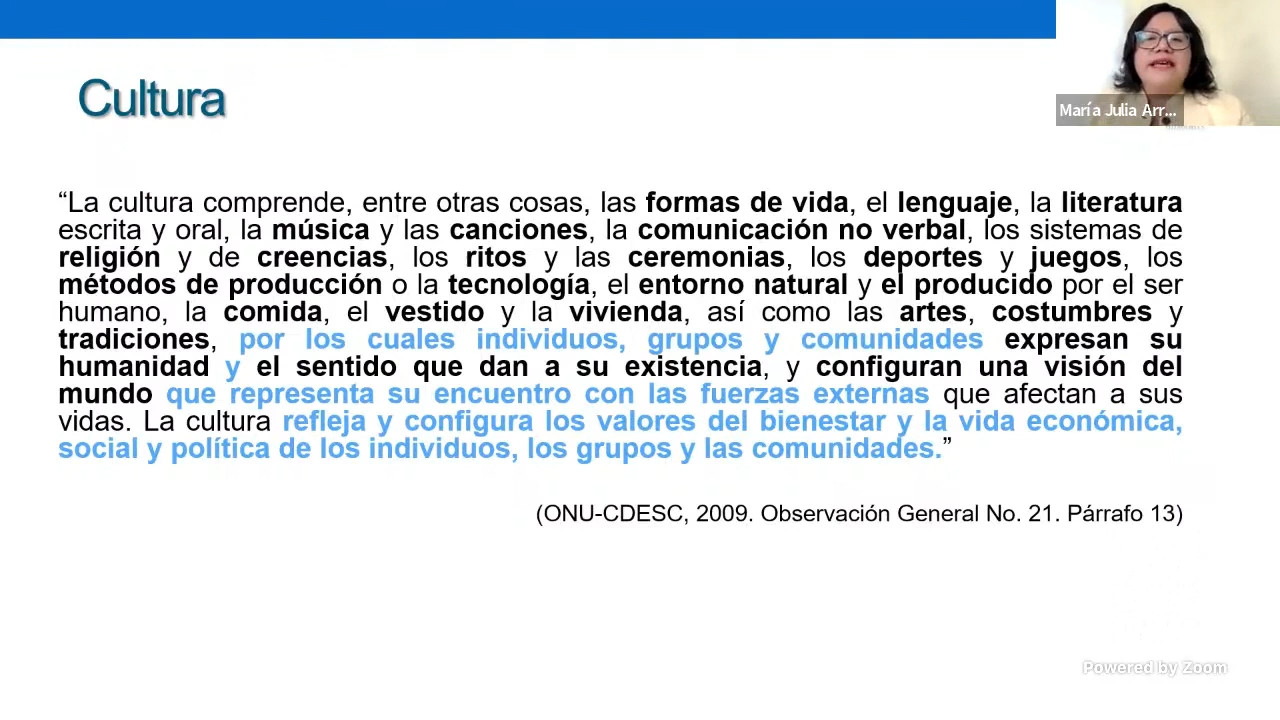 Cultura
María Julia Arr...
“La cultura comprende, entre otras cosas, las formas de vida, el lenguaje, la literatura
escrita y oral, la música y las canciones, la comunicación no verbal, los sistemas de
religión y de creencias, los ritos y las ceremonias, los deportes y juegos, los
métodos de producción o la tecnología, el entorno natural y el producido por el ser
humano, la comida, el vestido y la vivienda, así como las artes, costumbres y
tradiciones, por los cuales individuos, grupos y comunidades expresan su
humanidad y el sentido que dan a su existencia, y configuran una visión del
mundo que representa su encuentro con las fuerzas externas que afectan a sus
vidas. La cultura refleja y configura los valores del bienestar y la vida económica,
social y política de los individuos, los grupos y las comunidades.”
(ONU-CDESC, 2009. Observación General No. 21. Párrafo 13)
Powered by Zoom